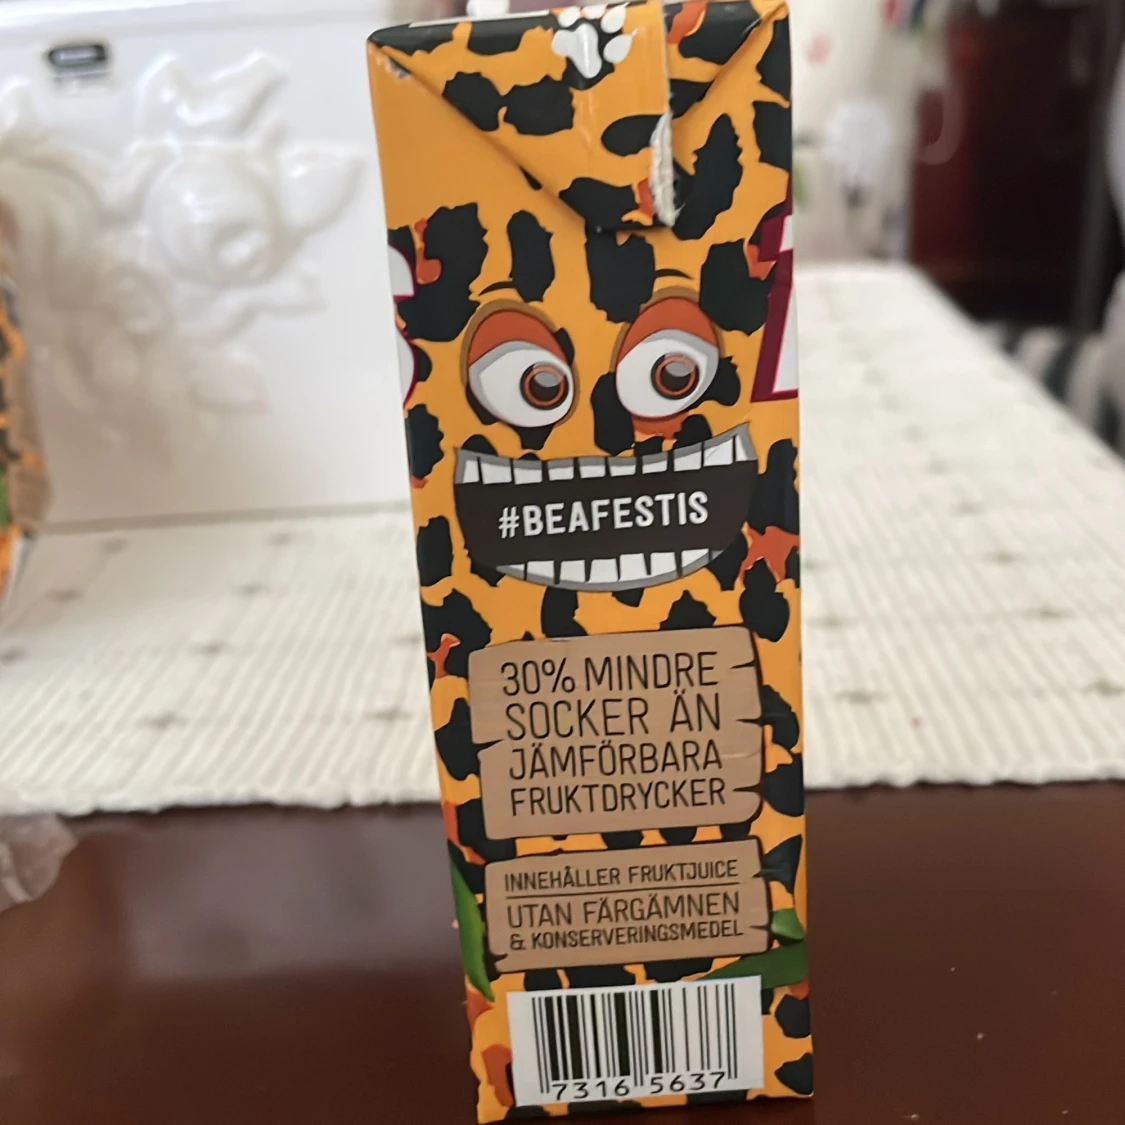 #BEAFESTIS
30% MINDRE
SOCKER ÄN
JÄMFÖRBARA
FRUKTDRYCKER
INNEHÅLLER FRUKTJUICE
UTAN FÄRGÄMNEN
& KONSERVERINGSMEDEL
7316 5637